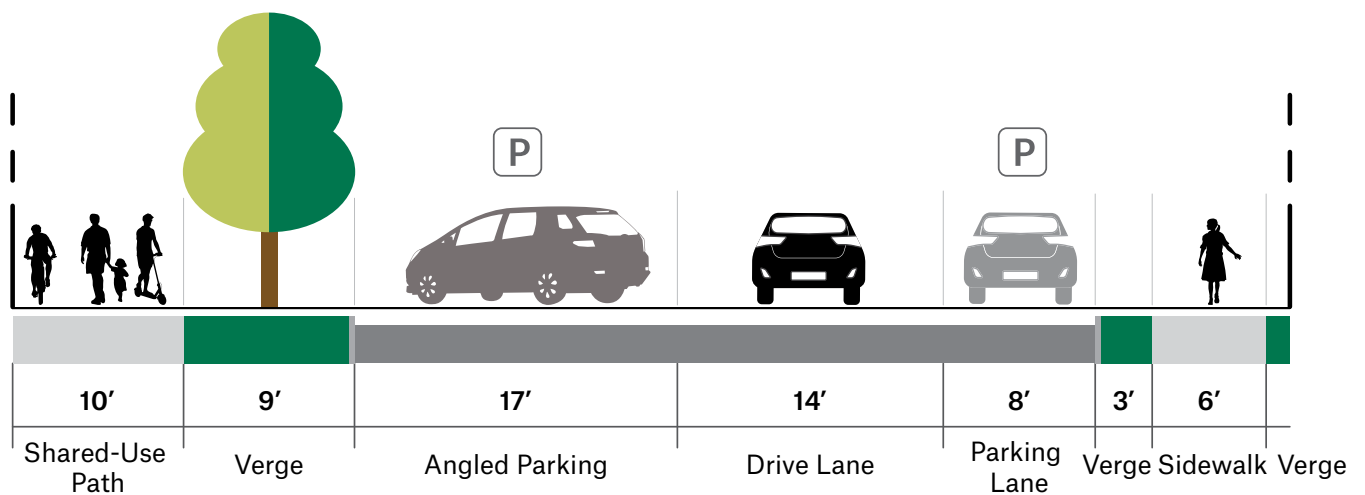 P
P
10′
9′
17′
14′
8′
3′
6′
Shared-Use
Path
Verge
Angled Parking
Drive Lane
Parking
Lane
Verge
Sidewalk
Verge